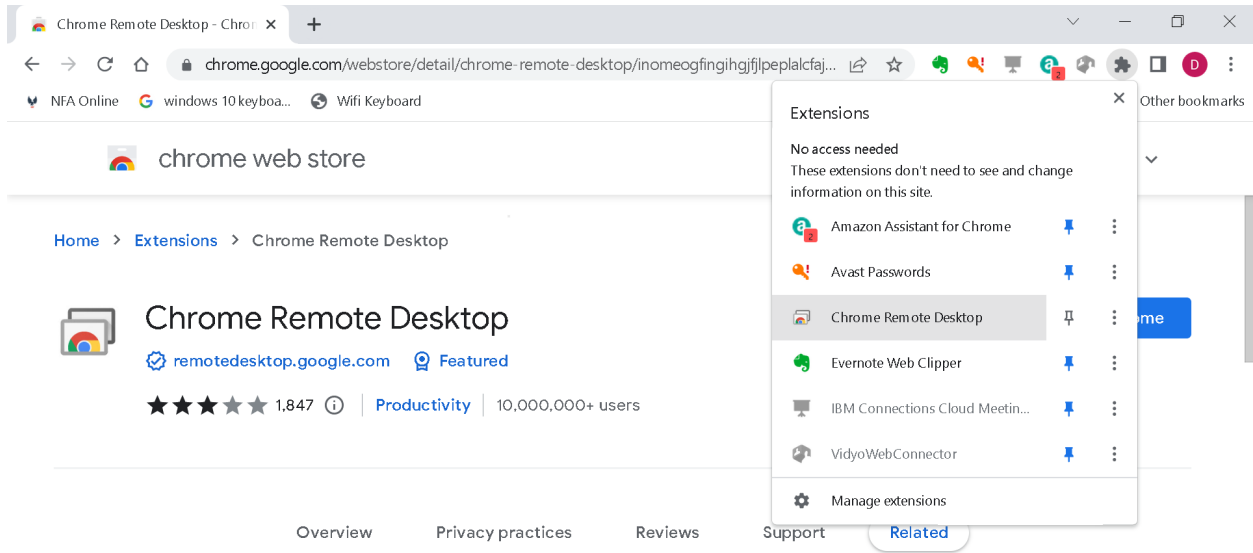 Chrome Remote Desktop - Chron
chrome.google.com/webstore/detail/chrome-remote-desktop/inomeogfingihgjfjlpeplalcfaj...
2
D
NFA Online
windows 10 keyboa...
Wifi Keyboard
Other bookmarks
chrome web store
Home > Extensions > Chrome Remote Desktop
Chrome Remote Desktop
remotedesktop.google.com
Featured
1,847
Productivity
10,000,000+ users
Overview
Privacy practices
Reviews
Support
Related
Extensions
No access needed
These extensions don't need to see and change
information on this site.
2
Amazon Assistant for Chrome
Avast Passwords
Chrome Remote Desktop
Evernote Web Clipper
IBM Connections Cloud Meetin...
VidyoWebConnector
Manage extensions
ome